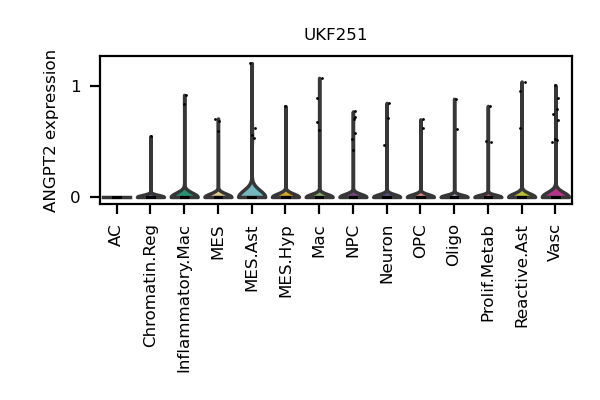 UKF251
ANGPT2 expression
1
0
AC
Chromatin.Reg
Inflammatory.Mac
MES
MES.Ast
MES.Hyp
Mac
NPC
Neuron
OPC
Oligo
Prolif.Metab
Reactive.Ast
Vasc